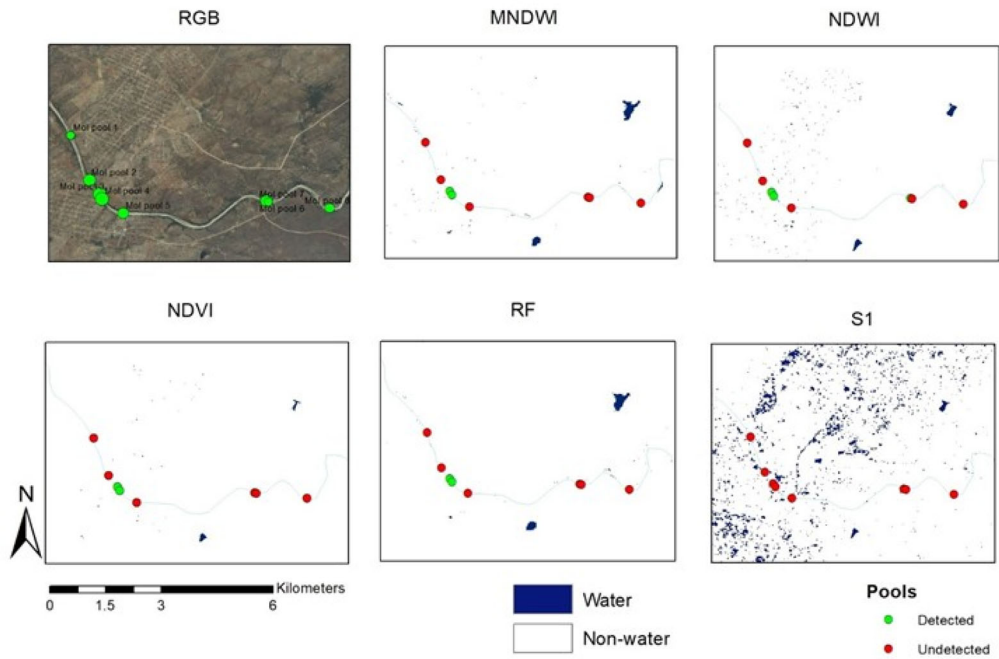 RGB
MNDWI
NDWI
Mol pool 1
Mol pool 2
Mol pool 4
Mol pool 5
Mol pool 7
Mol pool 6
NDVI
RF
S1
N
Kilometers
0 1.5 3 6
Water
Non-water
Pools
Detected
Undetected